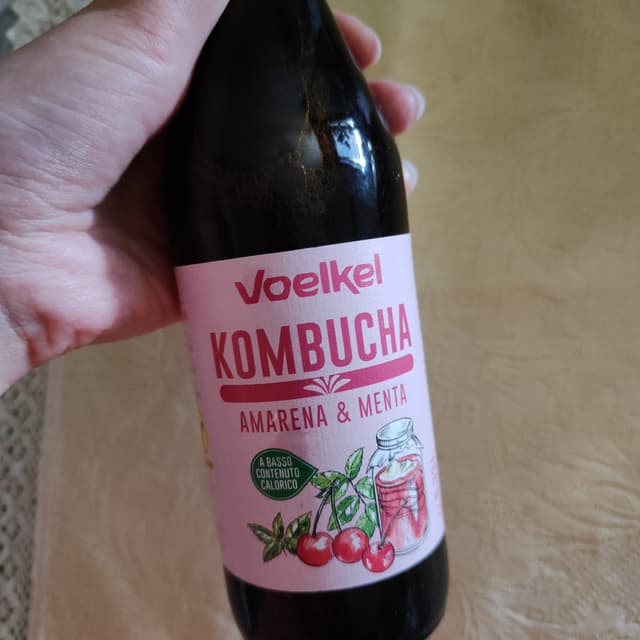 Voelkel
KOMBUCHA
AMARENA & MENTA
A BASSO
CONTENUTO
CALORICO